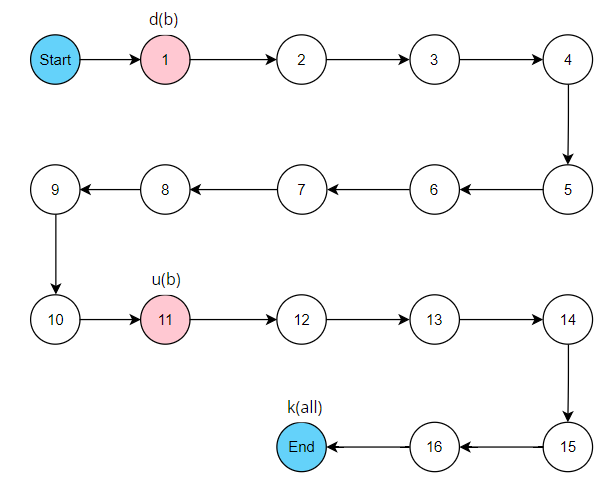 d(b)
Start 1 2 3 4
9 8 7 6 5
u(b)
10 11 12 13 14
k(all)
End 16 15